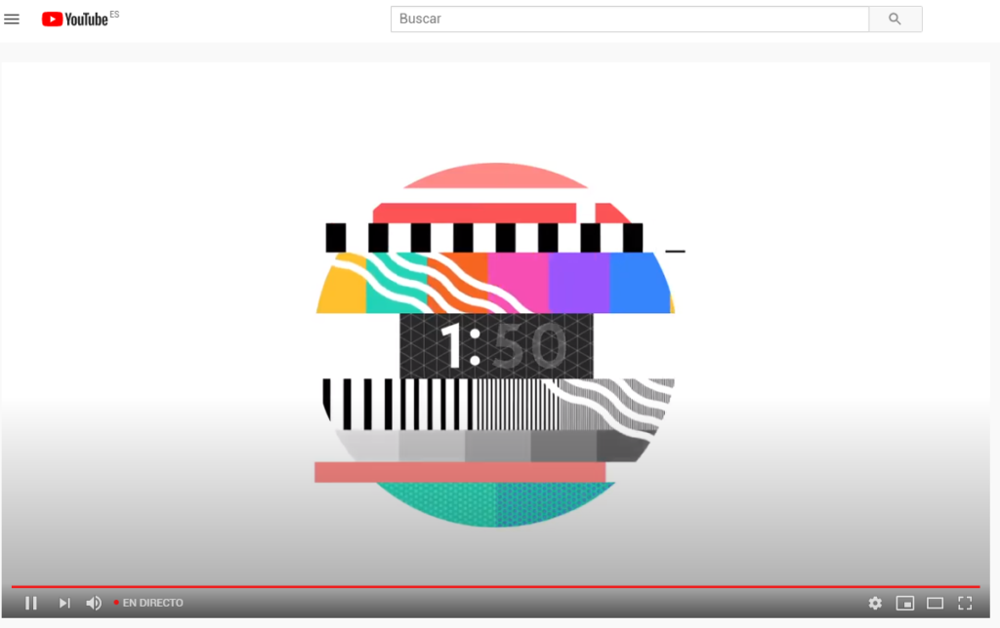 YouTube ES
Buscar
1:50
EN DIRECTO